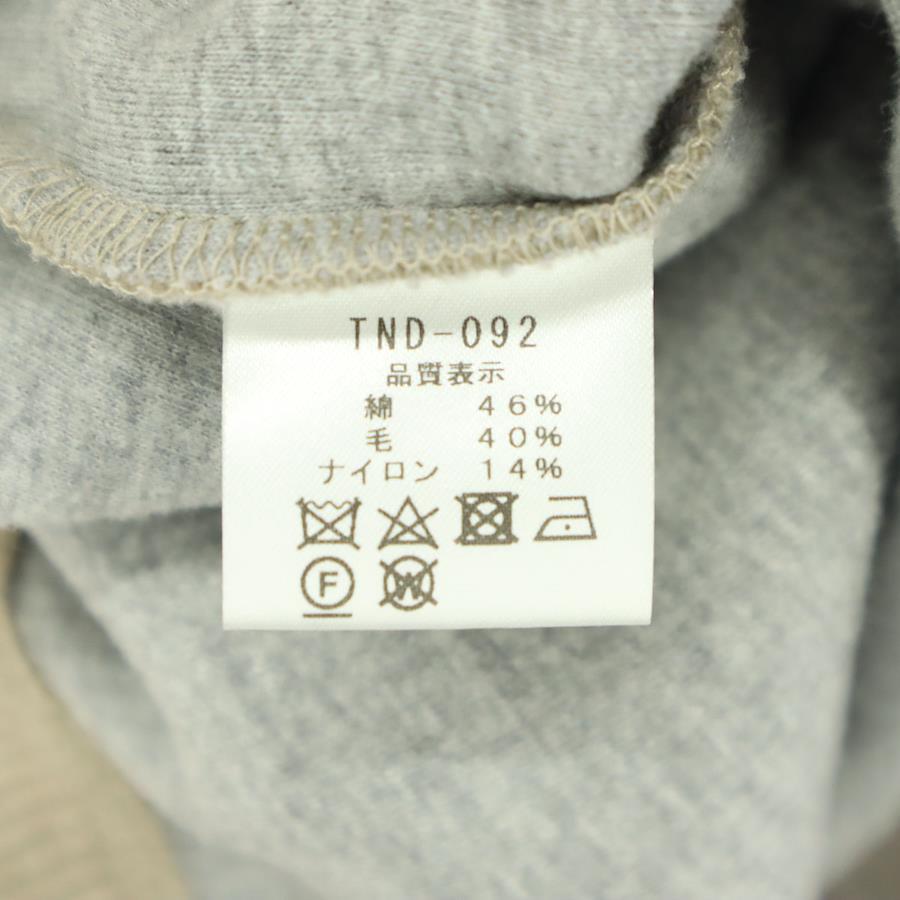 TND-092
品質表示
綿 46%
毛 40%
ナイロン 14%
F W